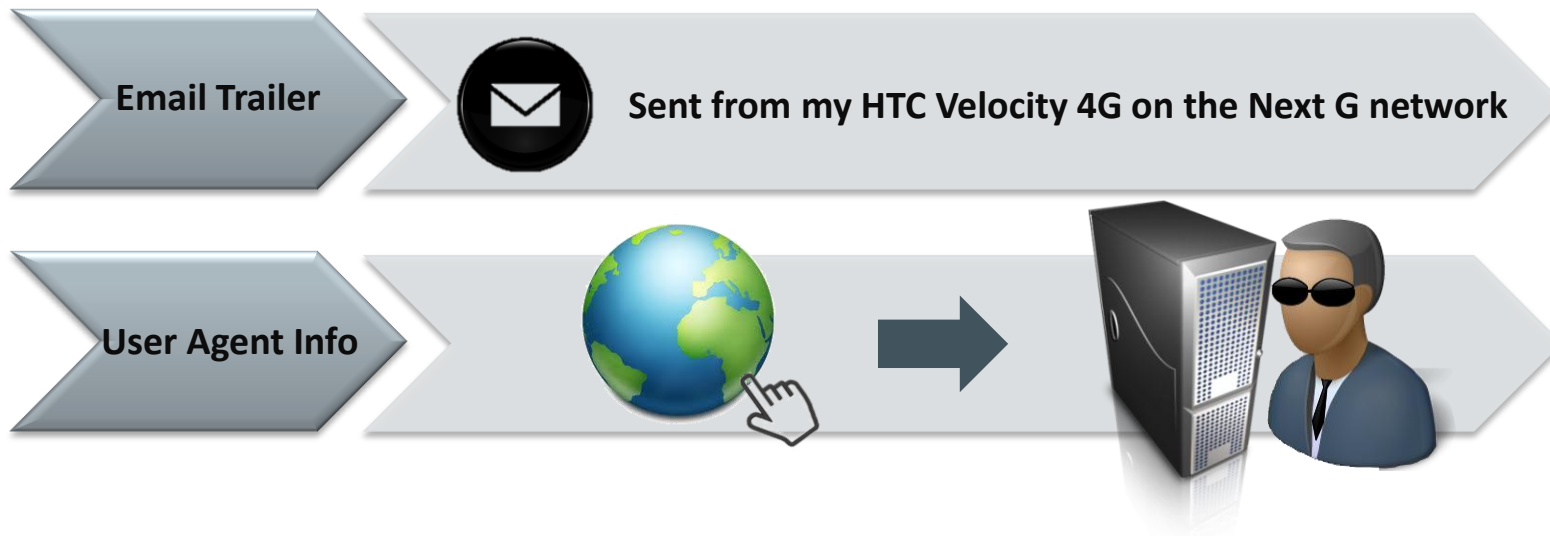 Email Trailer
Sent from my HTC Velocity 4G on the Next G network
User Agent Info